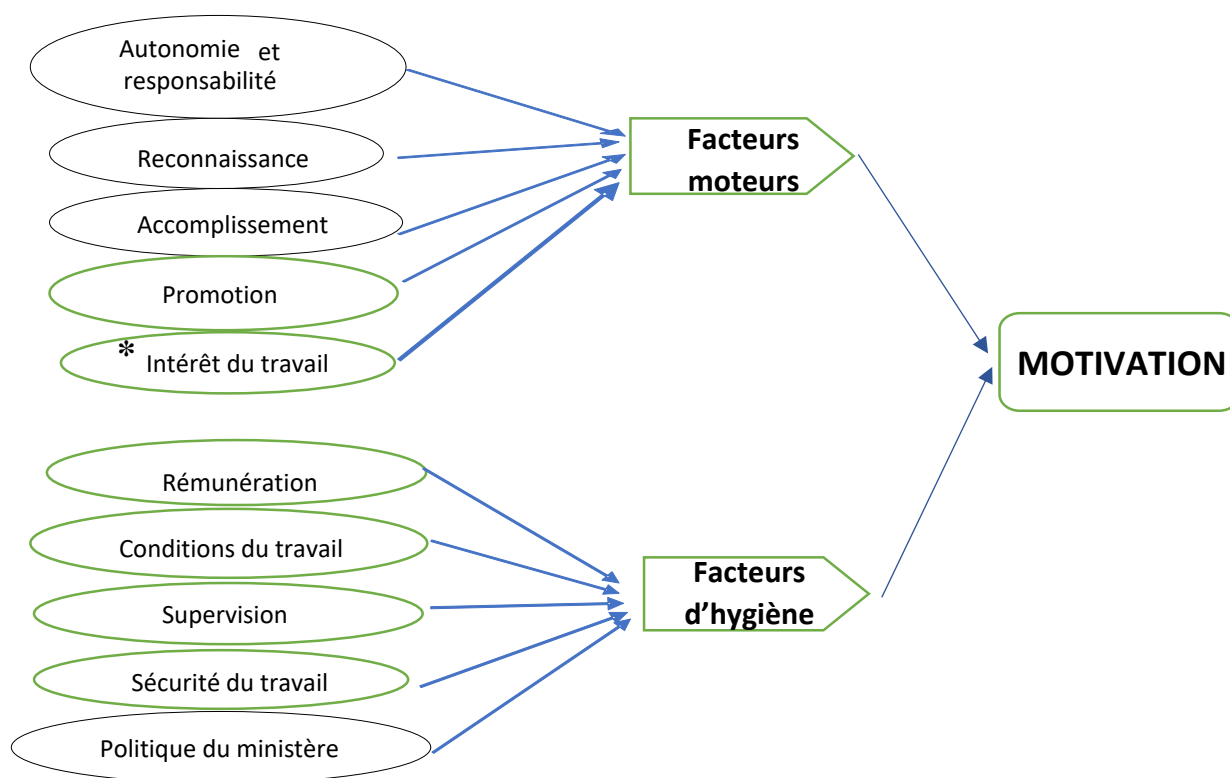 Autonomie et
responsabilité
Reconnaissance
Accomplissement
Promotion
* Intérêt du travail
Facteurs
moteurs
MOTIVATION
Rémunération
Conditions du travail
Supervision
Sécurité du travail
Politique du ministère
Facteurs
d’hygiène